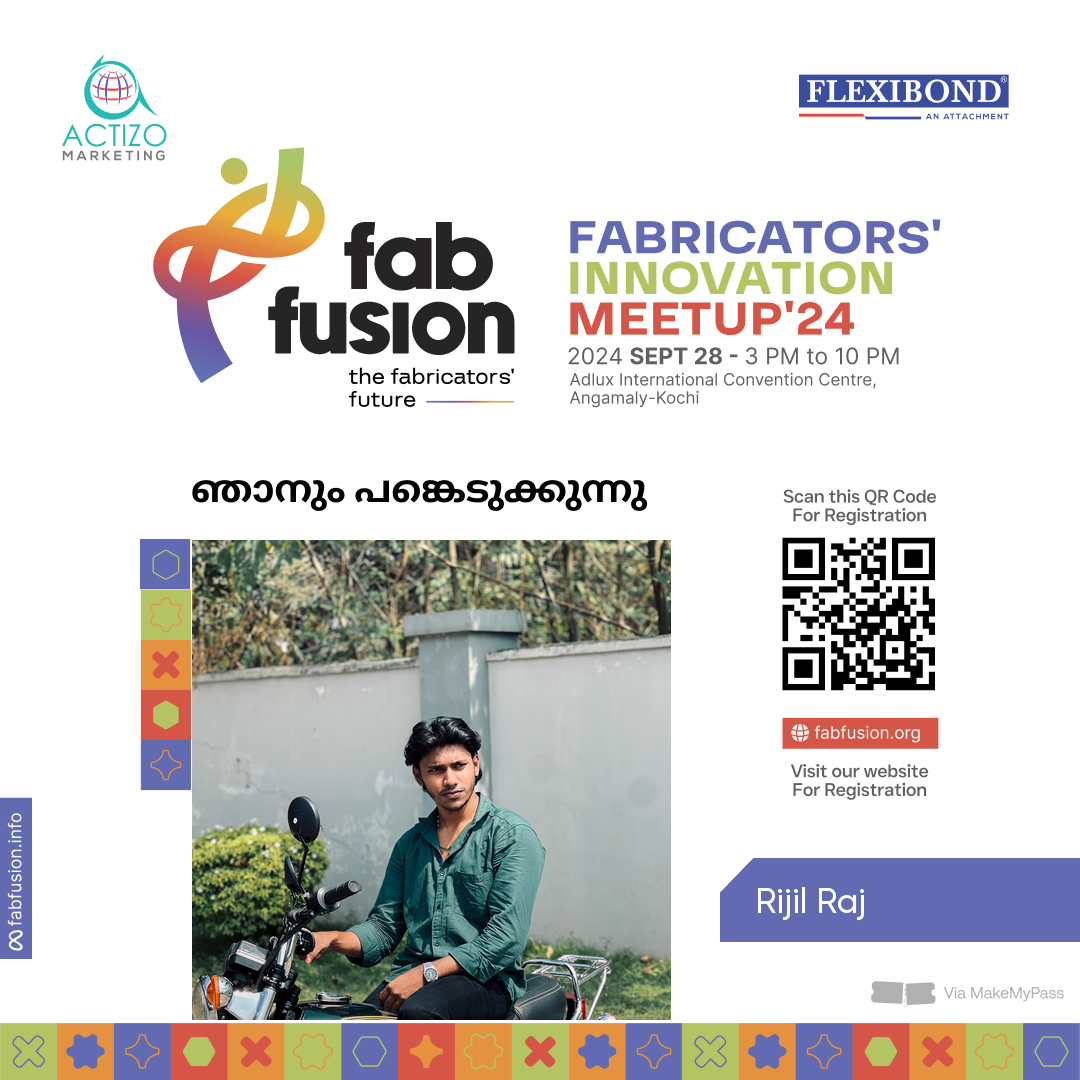 ACTIZO
MARKETING
FLEXIBOND®
AN ATTACHMENT
fab
fusion
the fabricators'
future
FABRICATORS'
INNOVATION
MEETUP'24
2024 SEPT 28 - 3 PM to 10 PM
Adlux International Convention Centre,
Angamaly-Kochi
ഞാനും പങ്കെടുക്കുന്നു
Scan this QR Code
For Registration
fabfusion.org
Visit our website
For Registration
fabfusion.info
Rijil Raj
Via MakeMyPass